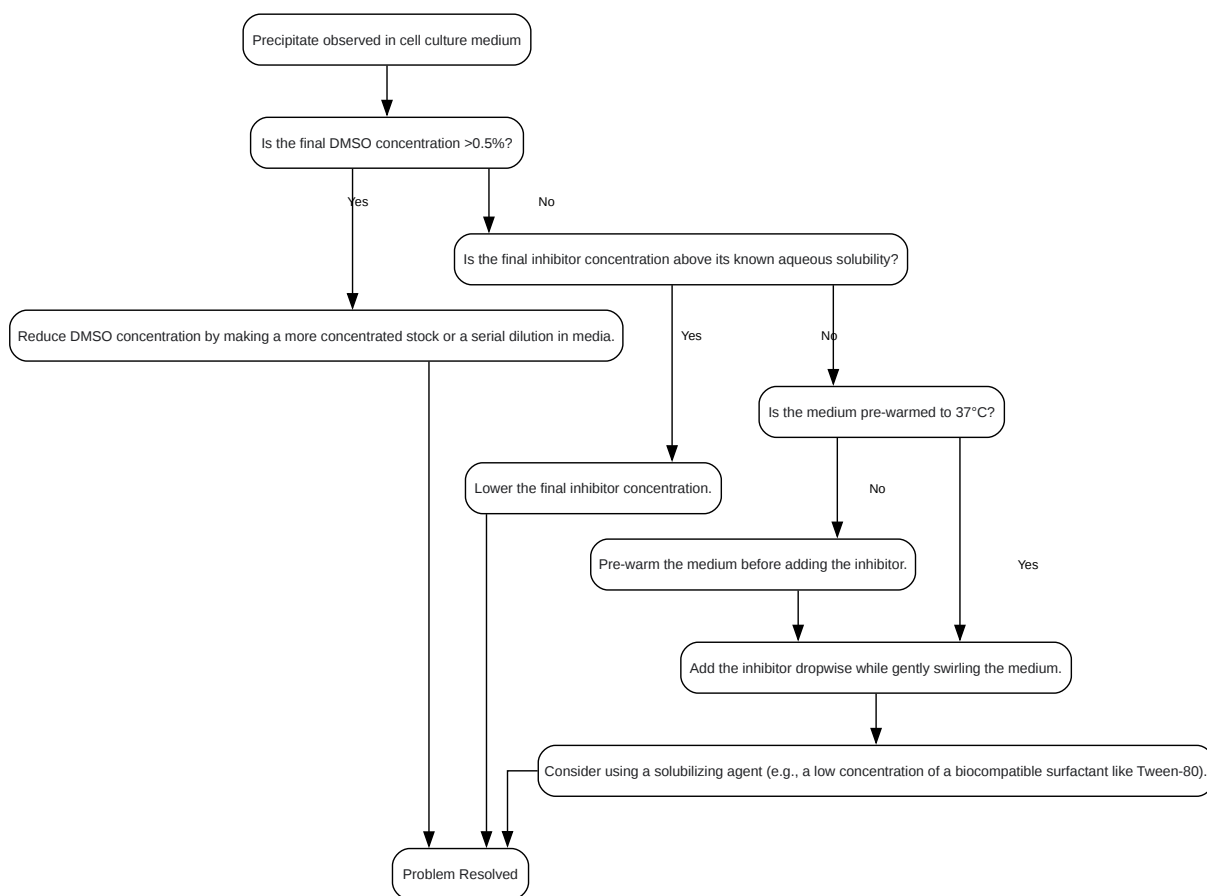 Precipitate observed in cell culture medium
Is the final DMSO concentration >0.5%?
Yes
No
Is the final inhibitor concentration above its known aqueous solubility?
Reduce DMSO concentration by making a more concentrated stock or a serial dilution in media.
Yes
No
Is the medium pre-warmed to 37°C?
Lower the final inhibitor concentration.
No
Pre-warm the medium before adding the inhibitor.
Yes
Add the inhibitor dropwise while gently swirling the medium.
Consider using a solubilizing agent (e.g., a low concentration of a biocompatible surfactant like Tween-80).
Problem Resolved